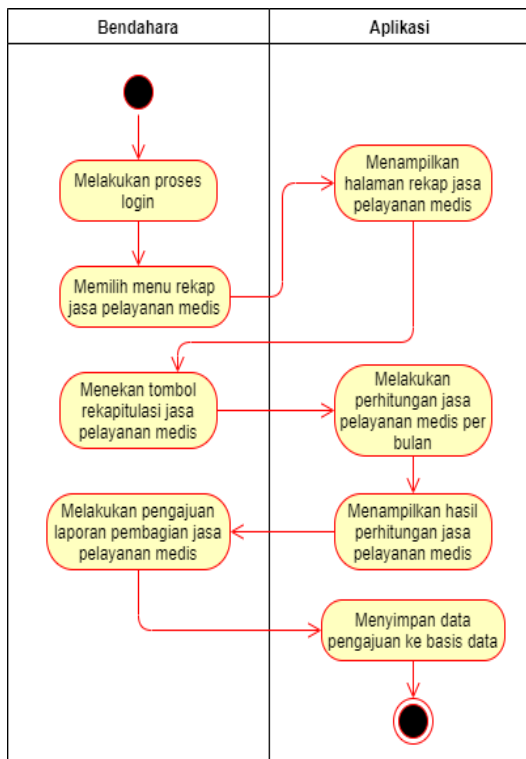 Bendahara
Aplikasi
Melakukan proses
login
Memilih menu rekap
jasa pelayanan medis
Menampilkan
halaman rekap jasa
pelayanan medis
Menekan tombol
rekapitulasi jasa
pelayanan medis
Melakukan
perhitungan jasa
pelayanan medis per
bulan
Menampilkan hasil
perhitungan jasa
pelayanan medis
Melakukan pengajuan
laporan pembagian jasa
pelayanan medis
Menyimpan data
pengajuan ke basis data